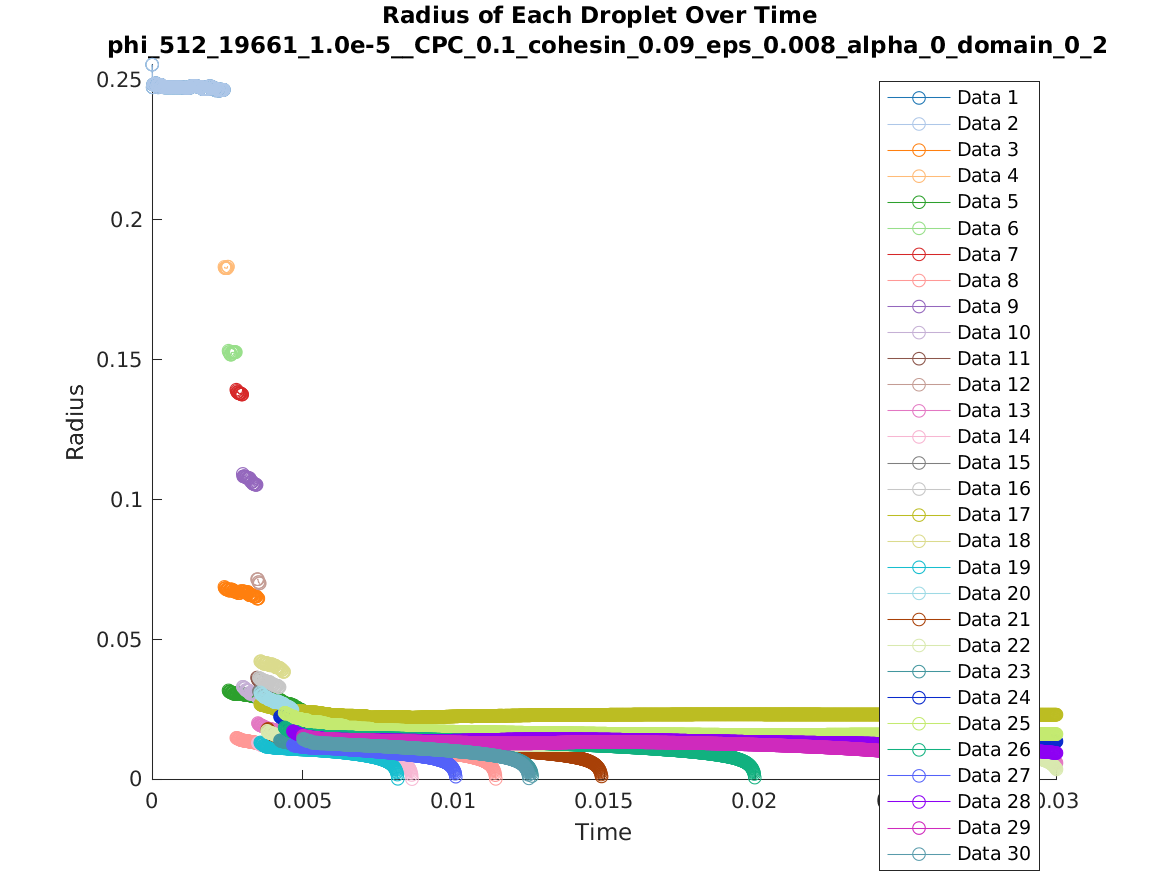 Radius of Each Droplet Over Time
phi_512_19661_1.0e-5__CPC_0.1_cohesin_0.09_eps_0.008_alpha_0_domain_0_2
0.25
0.2
0.15
0.1
0.05
0
Radius
0 0.005 0.01 0.015 0.02 0.03
Time
Data 1
Data 2
Data 3
Data 4
Data 5
Data 6
Data 7
Data 8
Data 9
Data 10
Data 11
Data 12
Data 13
Data 14
Data 15
Data 16
Data 17
Data 18
Data 19
Data 20
Data 21
Data 22
Data 23
Data 24
Data 25
Data 26
Data 27
Data 28
Data 29
Data 30